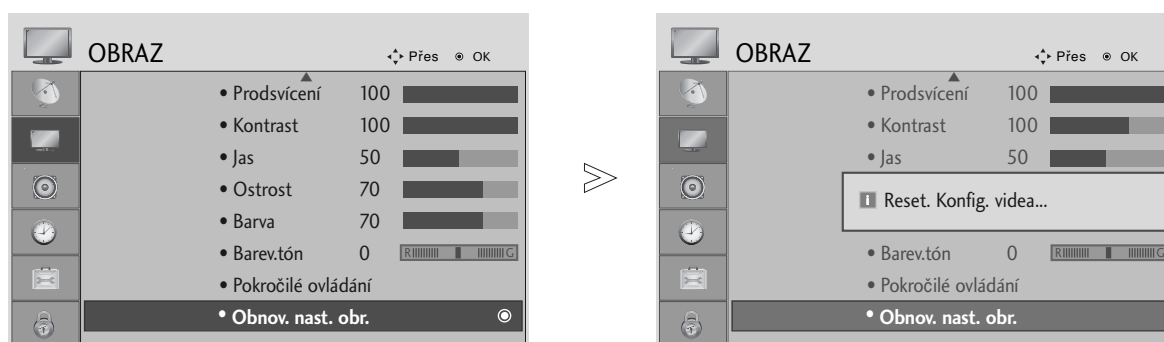 OBRAZ Přes OK
• Prodsvícení 100
• Kontrast 100
• Jas 50
• Ostrost 70
• Barva 70
• Barev.tón 0 R G
• Pokročilé ovládání
• Obnov. nast. obr.
OBRAZ Přes OK
• Prodsvícení 100
• Kontrast 100
• Jas 50
Reset. Konfig. videa...
• Barev.tón 0 R G
• Pokročilé ovládání
• Obnov. nast. obr.